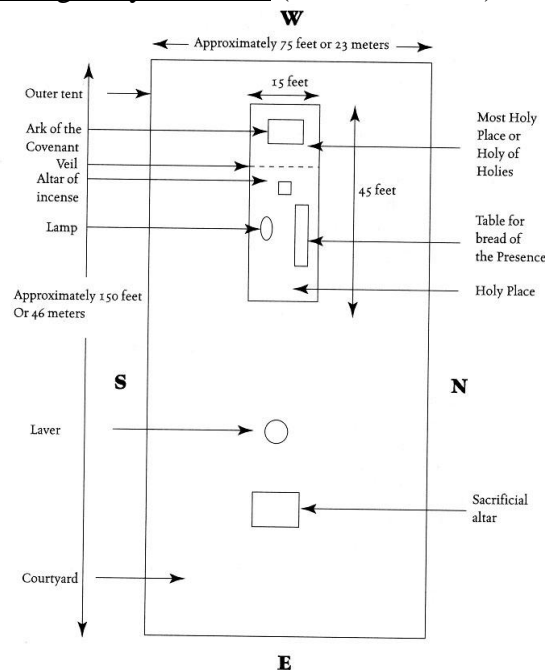 W
Approximately 75 feet or 23 meters
15 feet
Outer tent
Ark of the
Covenant
Veil
Altar of
incense
Lamp
Most Holy
Place or
Holy of
Holies
45 feet
Table for
bread of
the Presence
Holy Place
Approximately 150 feet
Or 46 meters
S
N
Laver
Sacrificial
altar
Courtyard
E